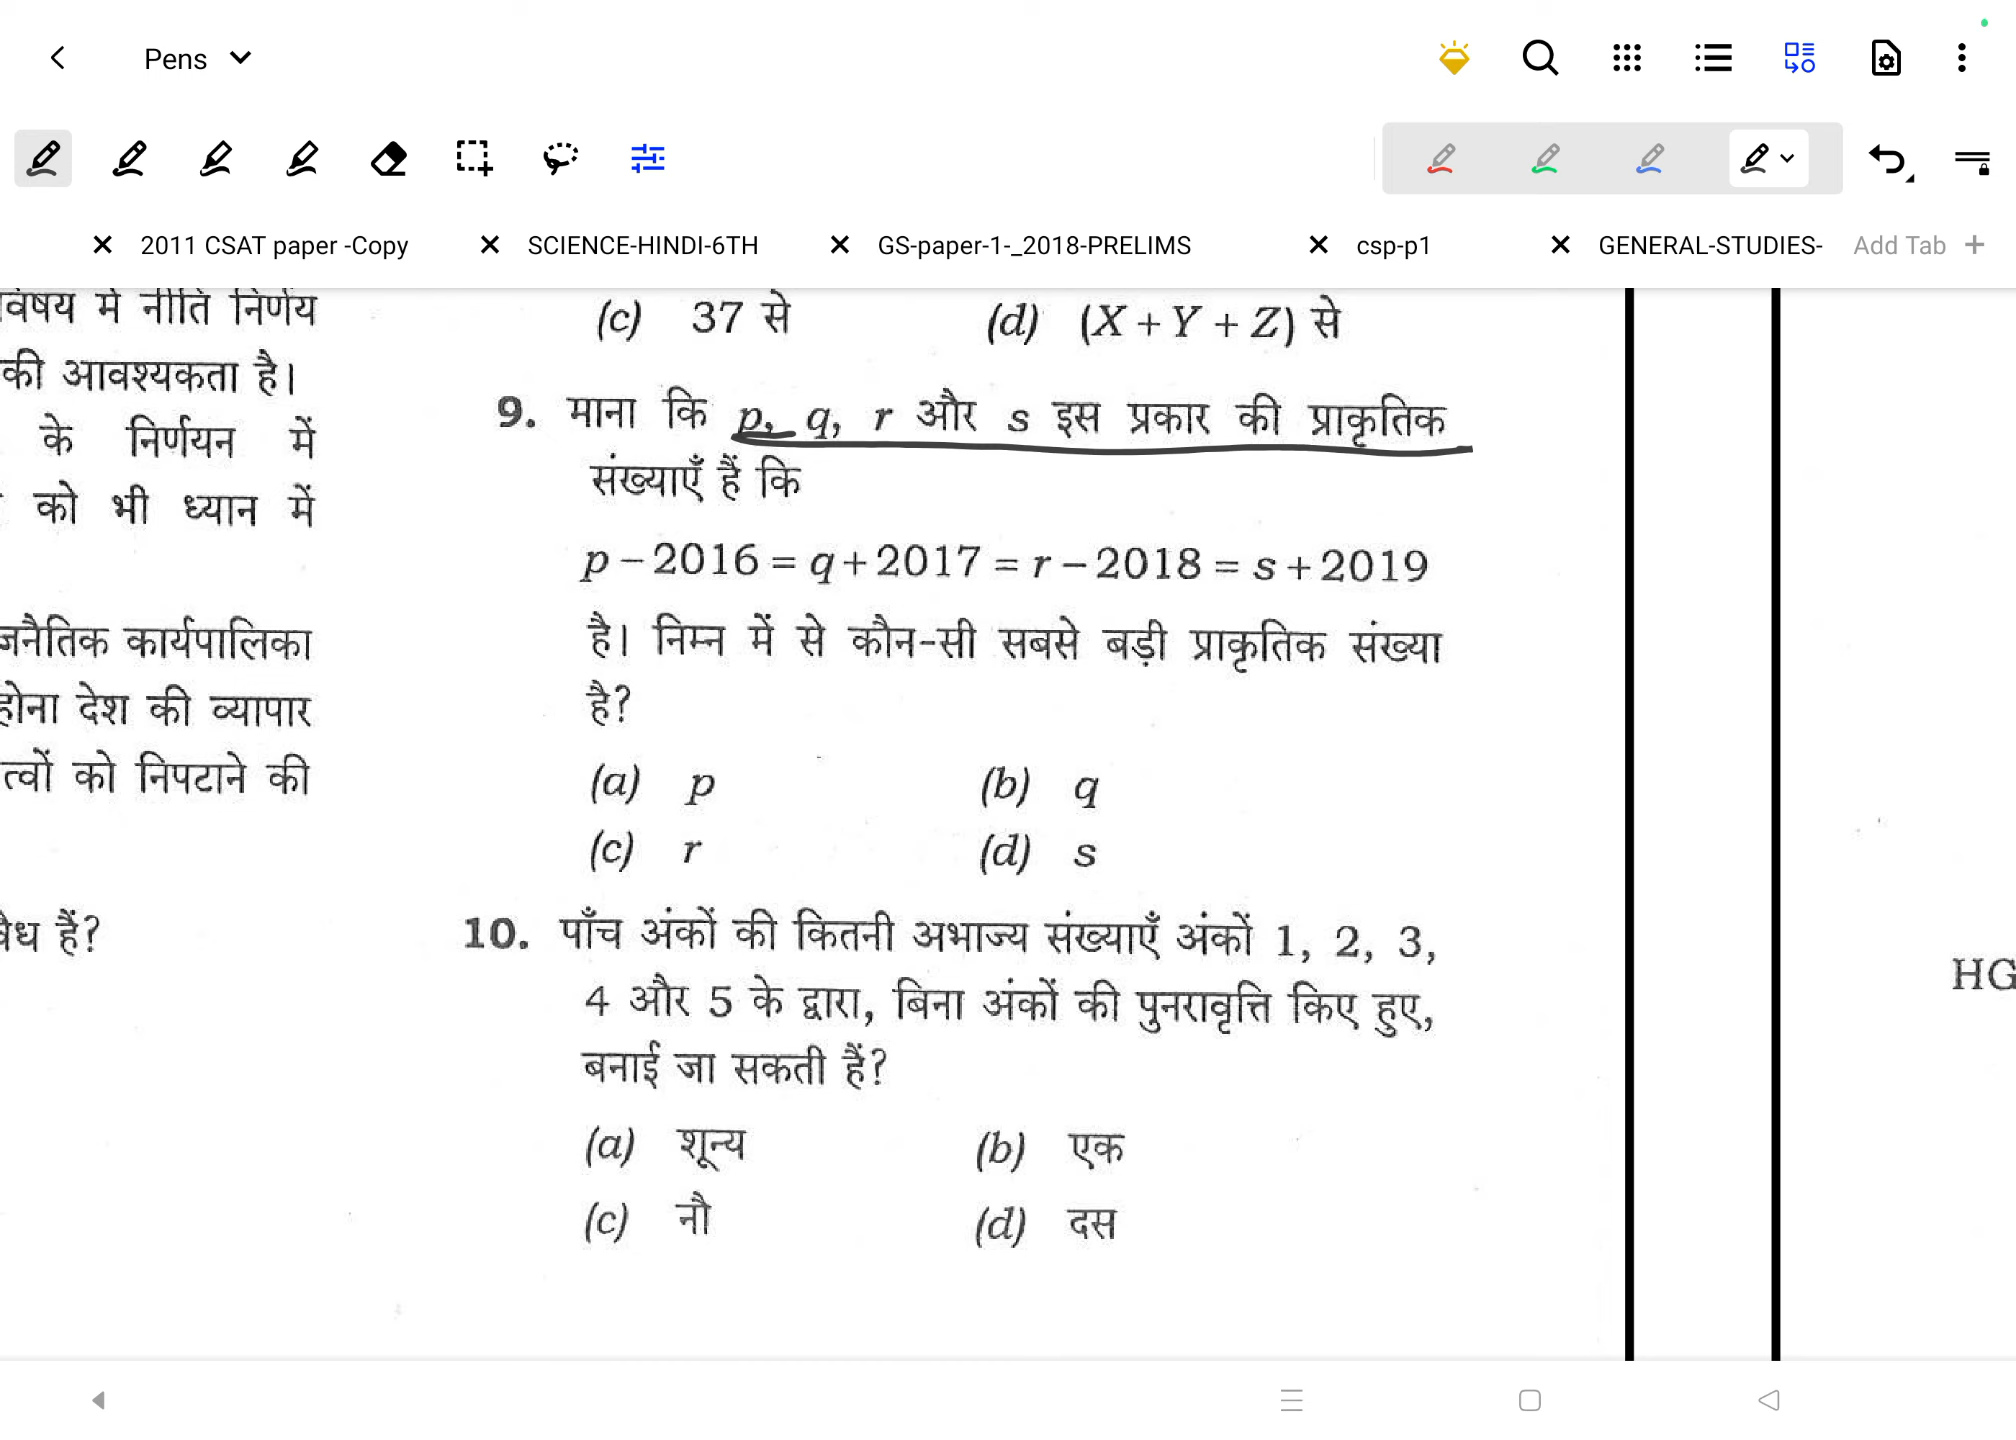 Pens
2011 CSAT paper -Copy
SCIENCE-HINDI-6TH
GS-paper-1-_2018-PRELIMS
csp-p1
GENERAL-STUDIES-
Add Tab +
विषय में नीति निर्णय
की आवश्यकता है।
के निर्णयन में
को भी ध्यान में
जनैतिक कार्यपालिका
होना देश की व्यापार
त्वों को निपटाने की
वैध हैं?
(c) 37 से (d) (X + Y + Z) से
9. माना कि p, q, r और s इस प्रकार की प्राकृतिक
संख्याएँ हैं कि
p − 2016 = q + 2017 = r − 2018 = s + 2019
है। निम्न में से कौन-सी सबसे बड़ी प्राकृतिक संख्या
है?
(a) p (b) q
(c) r (d) s
10. पाँच अंकों की कितनी अभाज्य संख्याएँ अंकों 1, 2, 3,
4 और 5 के द्वारा, बिना अंकों की पुनरावृत्ति किए हुए,
बनाई जा सकती हैं?
(a) शून्य (b) एक
(c) नौ (d) दस
HG